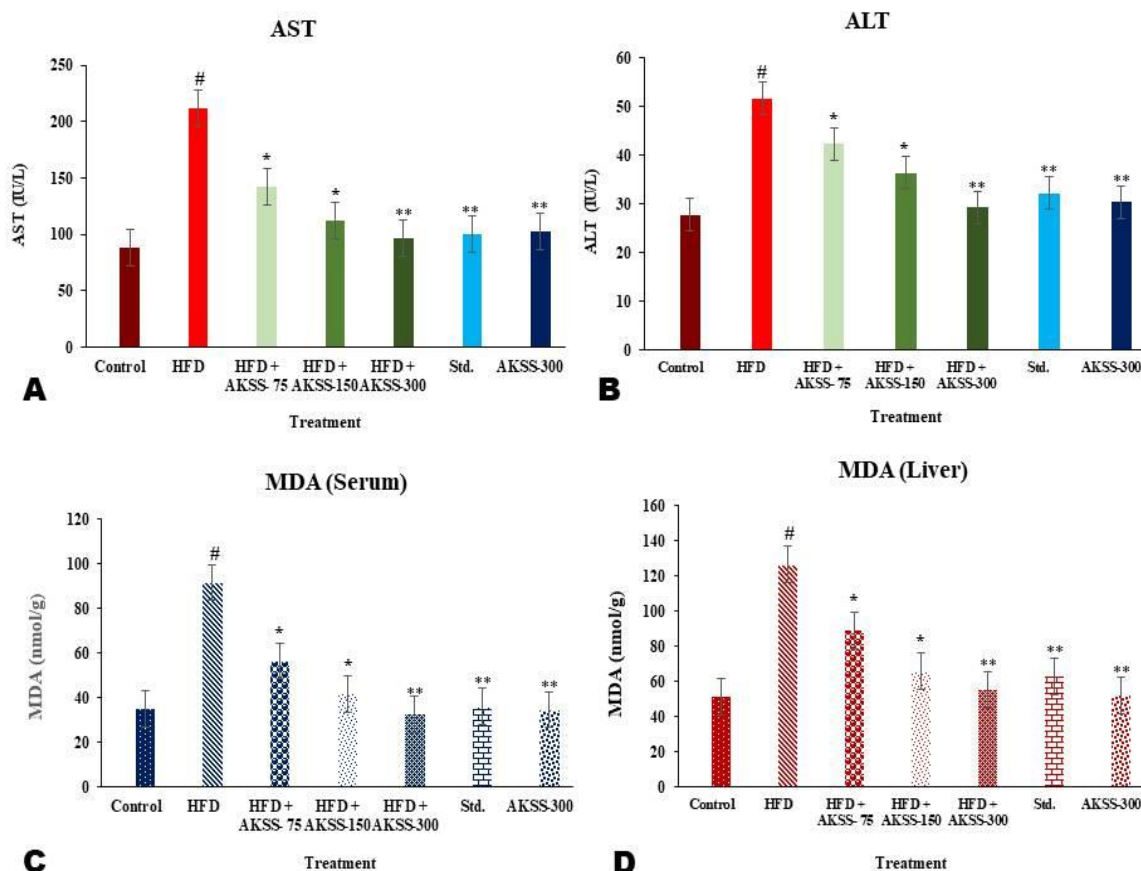 AST
250
200
150
100
50
0
AST (IU/L)
#
*
*
**
**
**
Control HFD HFD + HFD + HFD + Std. AKSS-300
AKSS- 75 AKSS-150 AKSS-300
Treatment
A
ALT
60
50
40
30
20
10
0
ALT (IU/L)
#
*
*
**
**
**
Control HFD HFD + HFD + HFD + Std. AKSS-300
AKSS- 75 AKSS-150 AKSS-300
Treatment
B
MDA (Serum)
120
100
80
60
40
20
0
MDA (nmol/g)
#
*
*
**
**
**
Control HFD HFD + HFD + HFD + Std. AKSS-300
AKSS- 75 AKSS-150 AKSS-300
Treatment
C
MDA (Liver)
160
140
120
100
80
60
40
20
0
MDA (nmol/g)
#
*
*
**
**
**
Control HFD HFD + HFD + HFD + Std. AKSS-300
AKSS- 75 AKSS-150 AKSS-300
Treatment
D